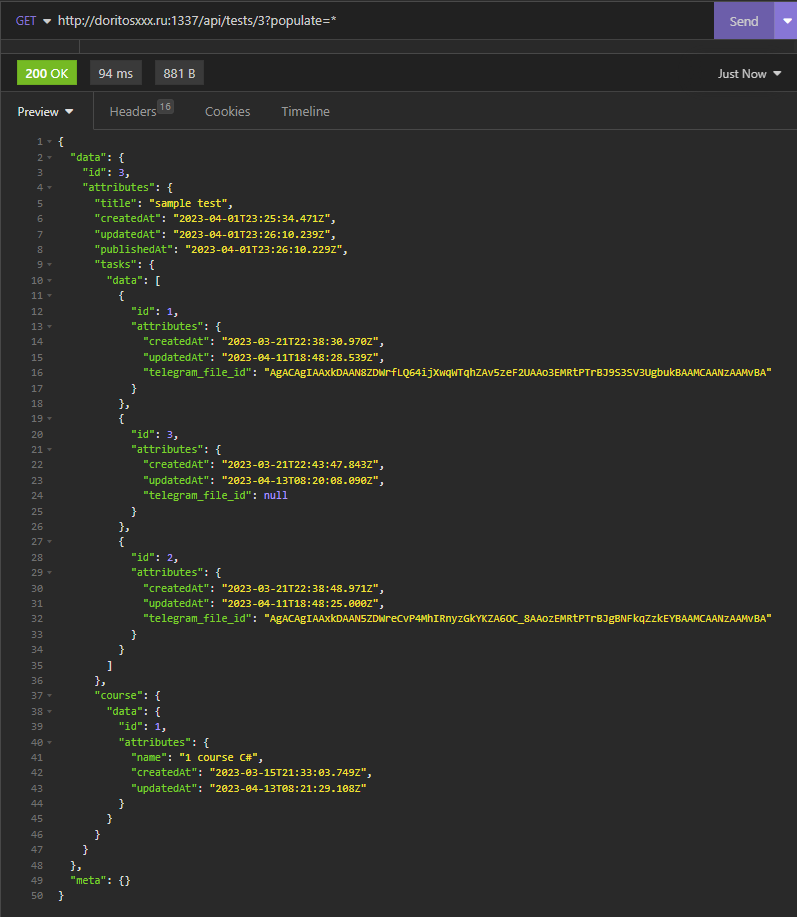 GET http://doritosxxx.ru:1337/api/tests/3?populate=* Send
200 OK 94 ms 881 B Just Now
Preview Headers 16 Cookies Timeline
1 {
2 "data": {
3 "id": 3,
4 "attributes": {
5 "title": "sample test",
6 "createdAt": "2023-04-01T23:25:34.471Z",
7 "updatedAt": "2023-04-01T23:26:10.239Z",
8 "publishedAt": "2023-04-01T23:26:10.229Z",
9 "tasks": {
10 "data": [
11 {
12 "id": 1,
13 "attributes": {
14 "createdAt": "2023-03-21T22:38:30.970Z",
15 "updatedAt": "2023-04-11T18:48:28.539Z",
16 "telegram_file_id": "AgACAgIAAxkDAAN8ZDWrfLQ64ijXwqWTqhZAv5zeF2UAAo3EMRtPTrBJ9S3SV3UgbukBAAMCAANzAAMvBA"
17 }
18 },
19 {
20 "id": 3,
21 "attributes": {
22 "createdAt": "2023-03-21T22:43:47.843Z",
23 "updatedAt": "2023-04-13T08:20:08.090Z",
24 "telegram_file_id": null
25 }
26 },
27 {
28 "id": 2,
29 "attributes": {
30 "createdAt": "2023-03-21T22:38:48.971Z",
31 "updatedAt": "2023-04-11T18:48:25.000Z",
32 "telegram_file_id": "AgACAgIAAxkDAAN5ZDWreCvP4MhIRnyzGkYKZA6OC_8AAozEMRtPTrBJgBNFkqZzkEYBAAMCAANzAAMvBA"
33 }
34 }
35 ]
36 },
37 "course": {
38 "data": {
39 "id": 1,
40 "attributes": {
41 "name": "1 course C#",
42 "createdAt": "2023-03-15T21:33:03.749Z",
43 "updatedAt": "2023-04-13T08:21:29.108Z"
44 }
45 }
46 }
47 }
48 },
49 "meta": {}
50 }